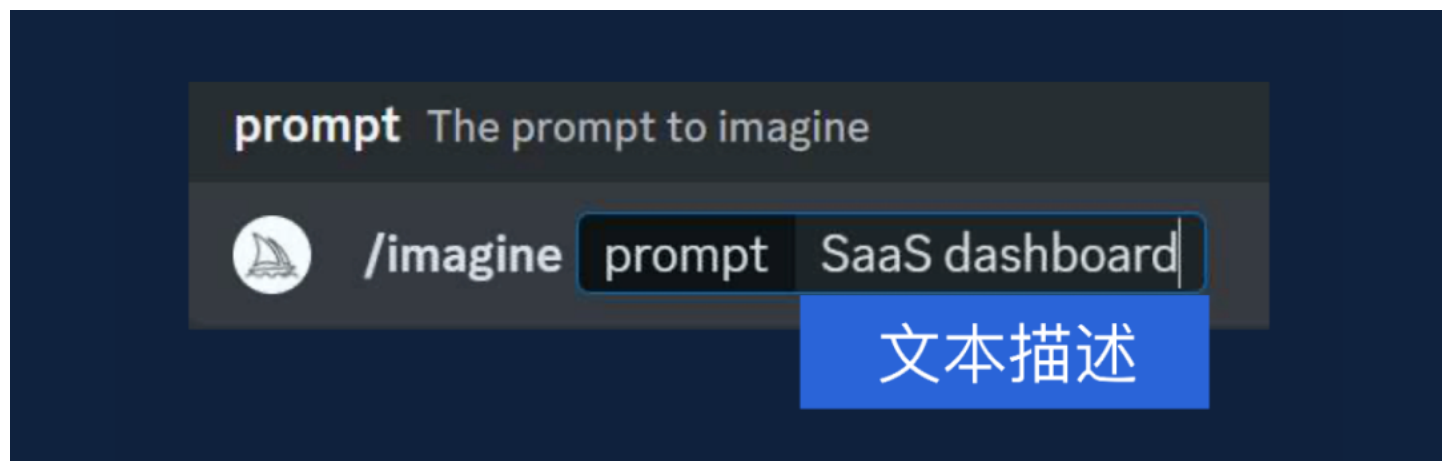 prompt The prompt to imagine
/imagine prompt SaaS dashboard
文本描述